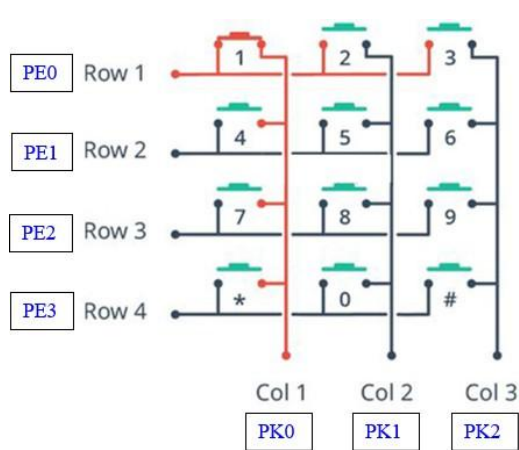 1 2 3
PE0 Row 1
4 5 6
PE1 Row 2
7 8 9
PE2 Row 3
* 0 #
PE3 Row 4
Col 1 Col 2 Col 3
PK0 PK1 PK2